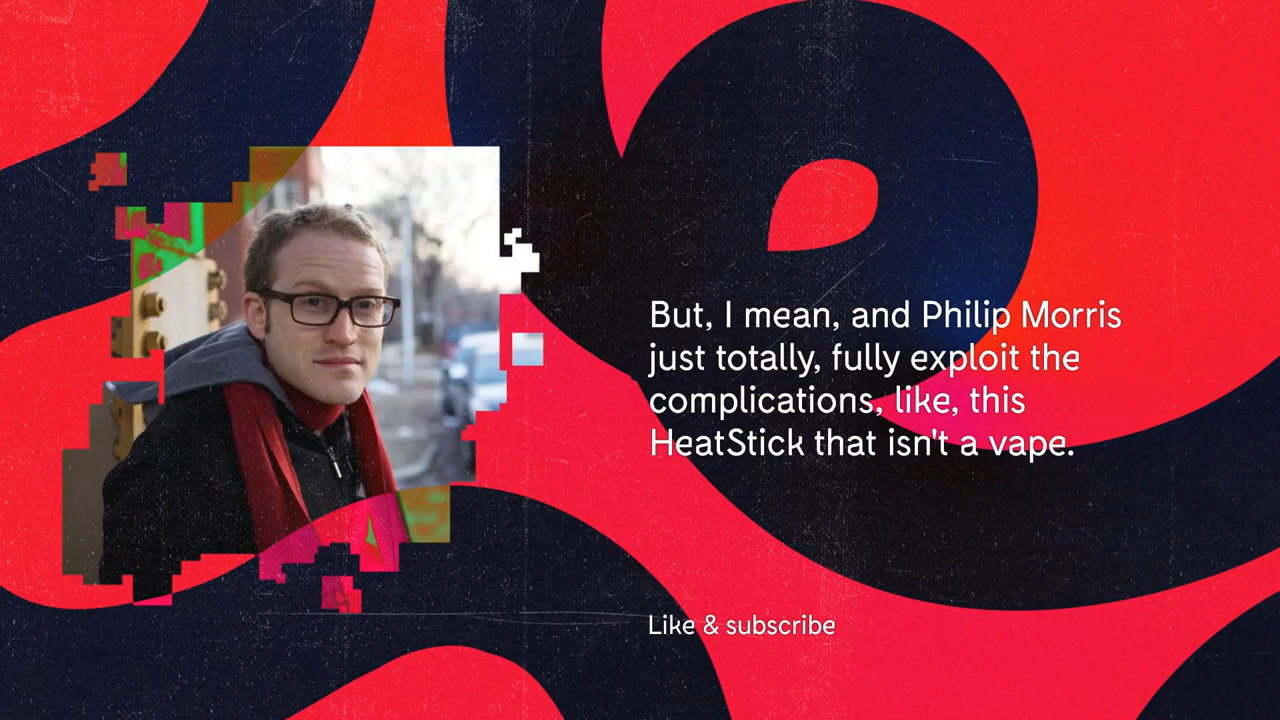 But, I mean, and Philip Morris
just totally, fully exploit the
complications, like, this
HeatStick that isn't a vape.
Like & subscribe